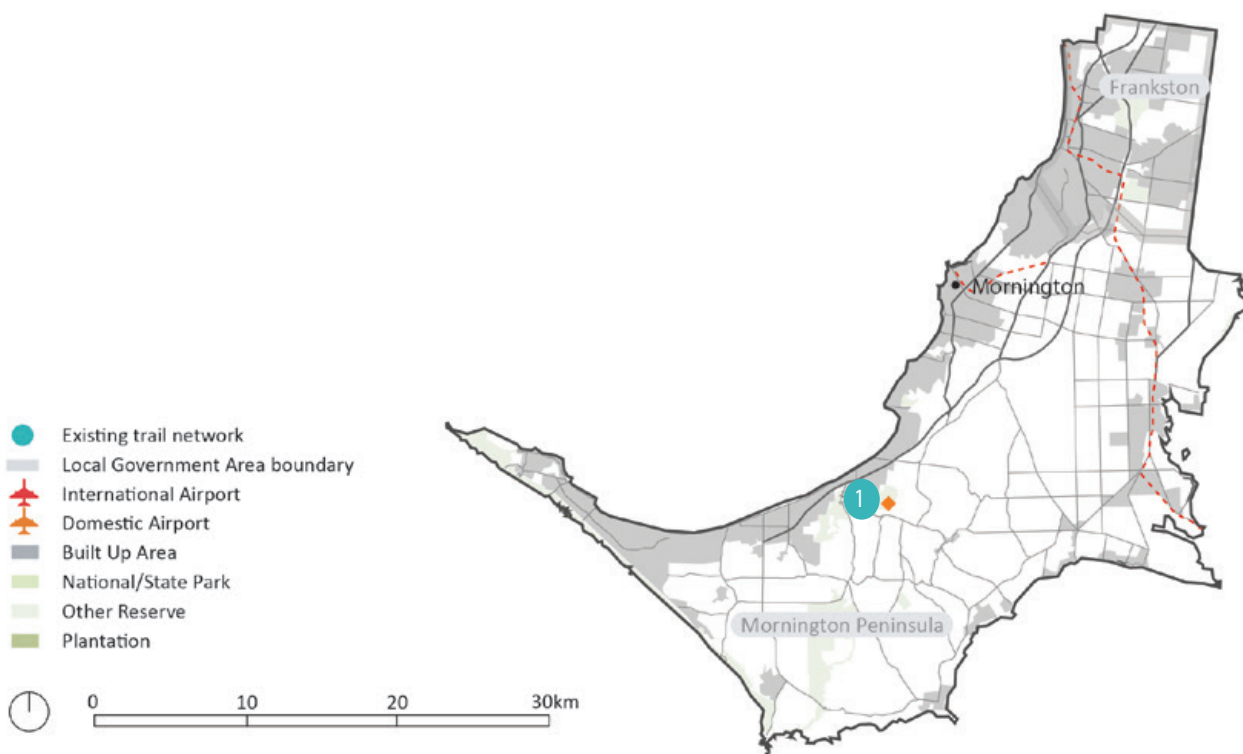 Frankston
Mornington
1
Mornington Peninsula
Existing trail network
Local Government Area boundary
International Airport
Domestic Airport
Built Up Area
National/State Park
Other Reserve
Plantation
0 10 20 30km